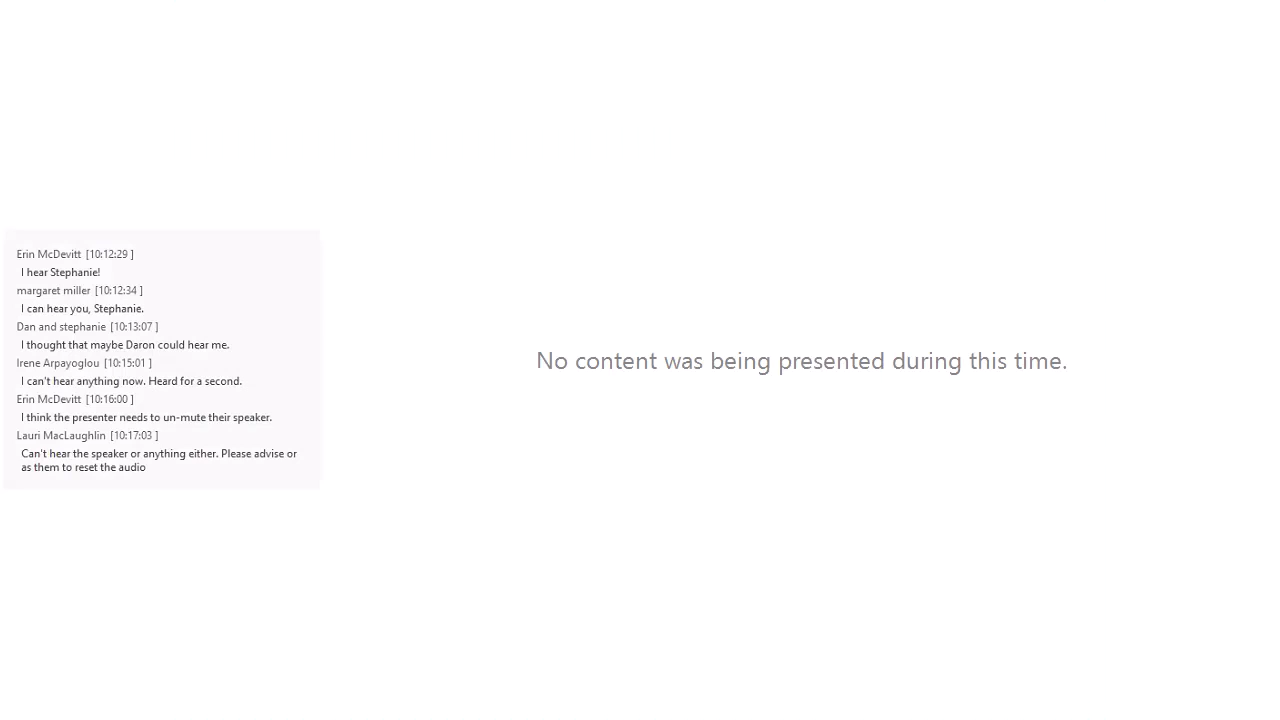 Erin McDevitt [10:12:29 ]
I hear Stephanie!
margaret miller [10:12:34 ]
I can hear you, Stephanie.
Dan and stephanie [10:13:07 ]
I thought that maybe Daron could hear me.
Irene Arpayoglou [10:15:01 ]
I can't hear anything now. Heard for a second.
Erin McDevitt [10:16:00 ]
I think the presenter needs to un-mute their speaker.
Lauri MacLaughlin [10:17:03 ]
Can't hear the speaker or anything either. Please advise or
as them to reset the audio
No content was being presented during this time.